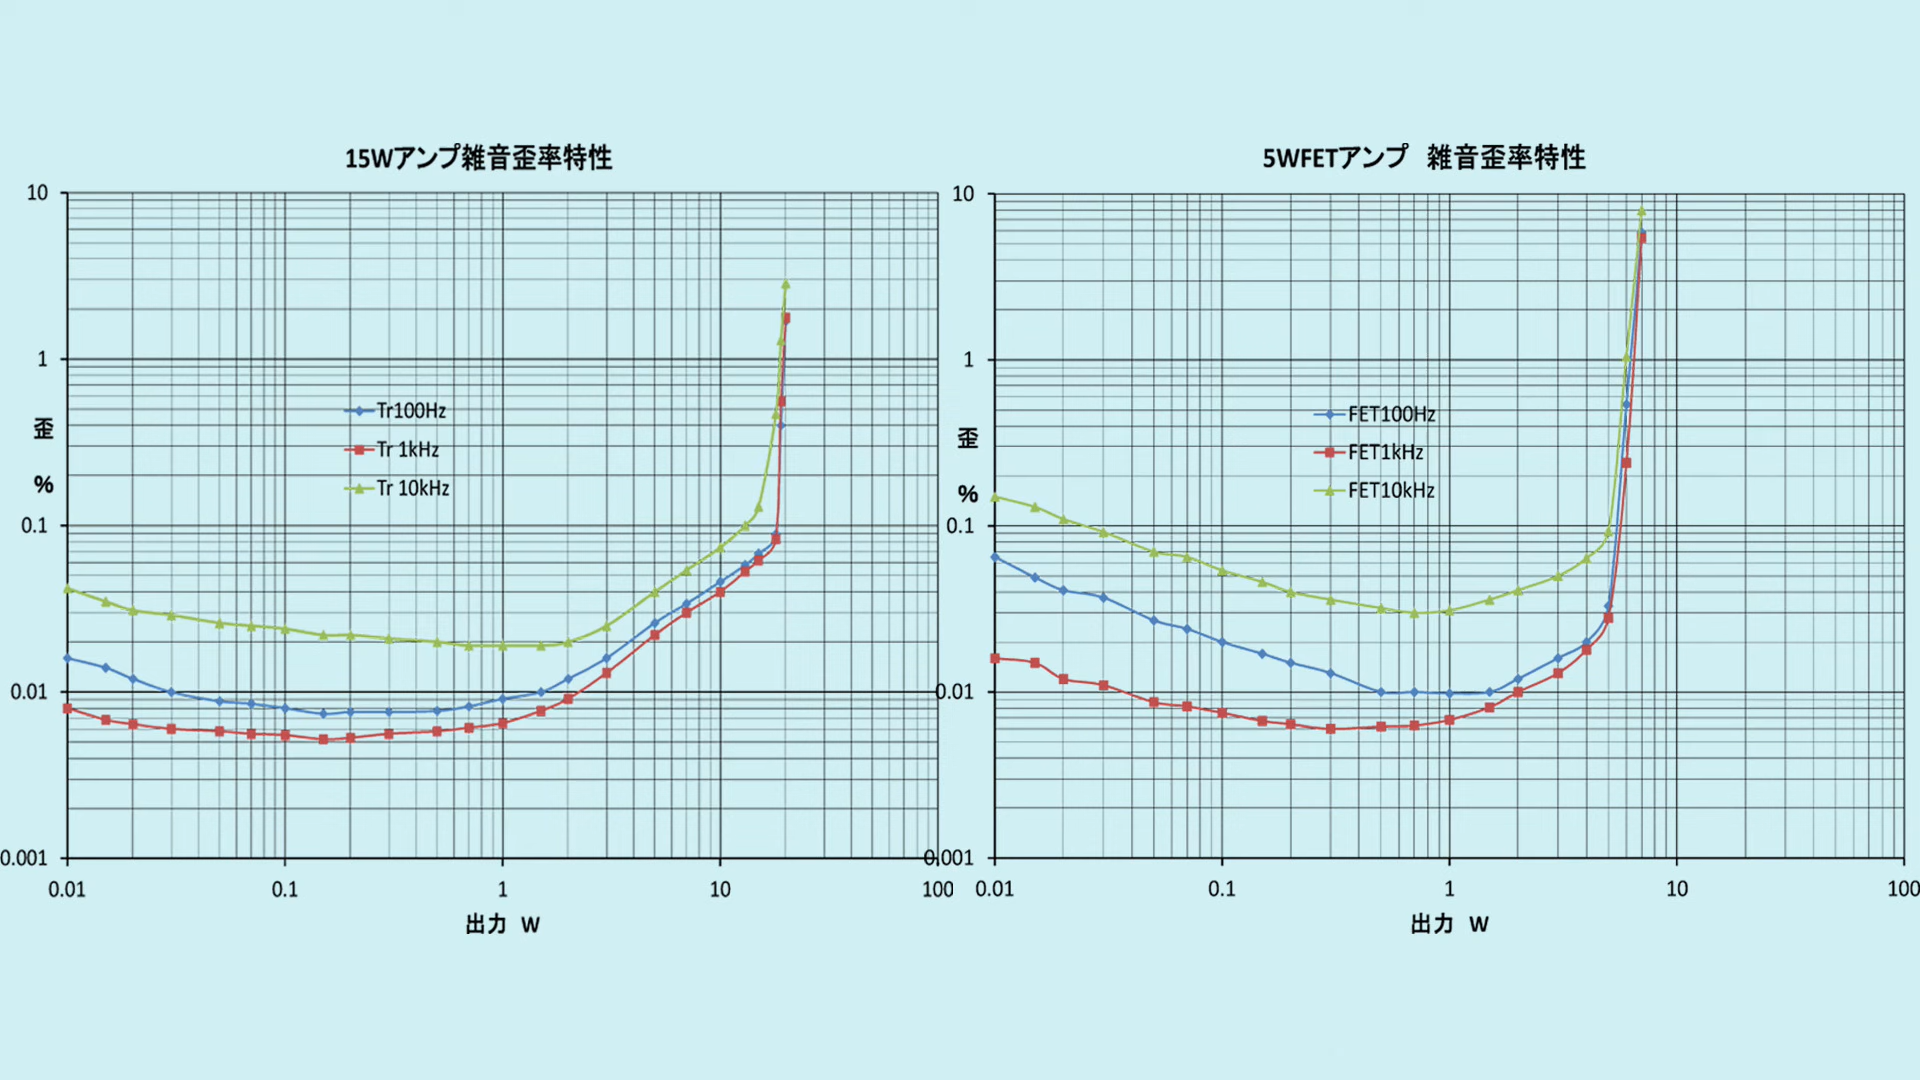 15Wアンプ雑音歪率特性
10
1
歪
%
0.1
0.01
0.001
Tr100Hz
Tr 1kHz
Tr 10kHz
0.01 0.1 1 10 100
出力 W
5WFETアンプ 雑音歪率特性
10
1
歪
%
0.1
0.01
0.001
FET100Hz
FET1kHz
FET10kHz
0.01 0.1 1 10 100
出力 W